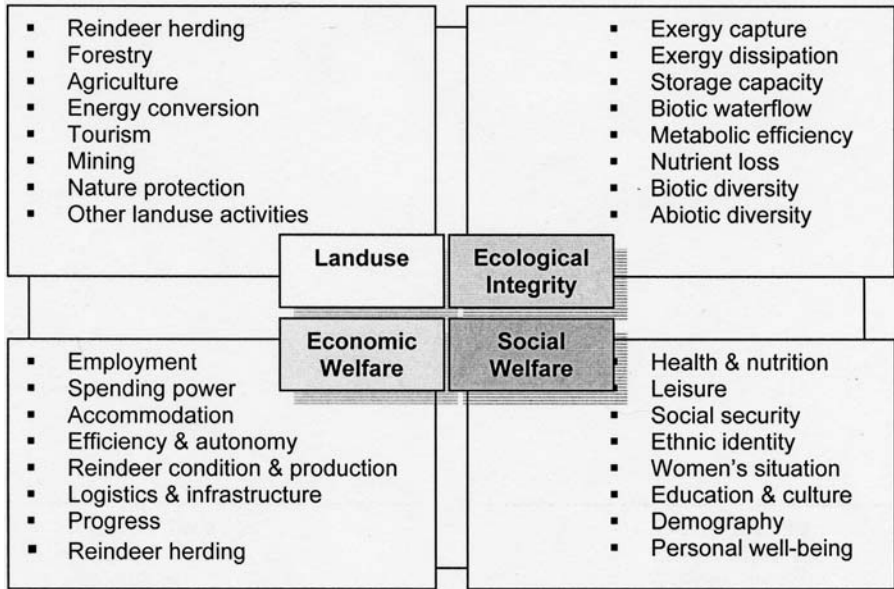 ▪ Reindeer herding
▪ Forestry
▪ Agriculture
▪ Energy conversion
▪ Tourism
▪ Mining
▪ Nature protection
▪ Other landuse activities
▪ Exergy capture
▪ Exergy dissipation
▪ Storage capacity
▪ Biotic waterflow
▪ Metabolic efficiency
▪ Nutrient loss
▪ Biotic diversity
▪ Abiotic diversity
Landuse
Ecological
Integrity
Economic
Welfare
Social
Welfare
▪ Employment
▪ Spending power
▪ Accommodation
▪ Efficiency & autonomy
▪ Reindeer condition & production
▪ Logistics & infrastructure
▪ Progress
▪ Reindeer herding
▪ Health & nutrition
▪ Leisure
▪ Social security
▪ Ethnic identity
▪ Women's situation
▪ Education & culture
▪ Demography
▪ Personal well-being